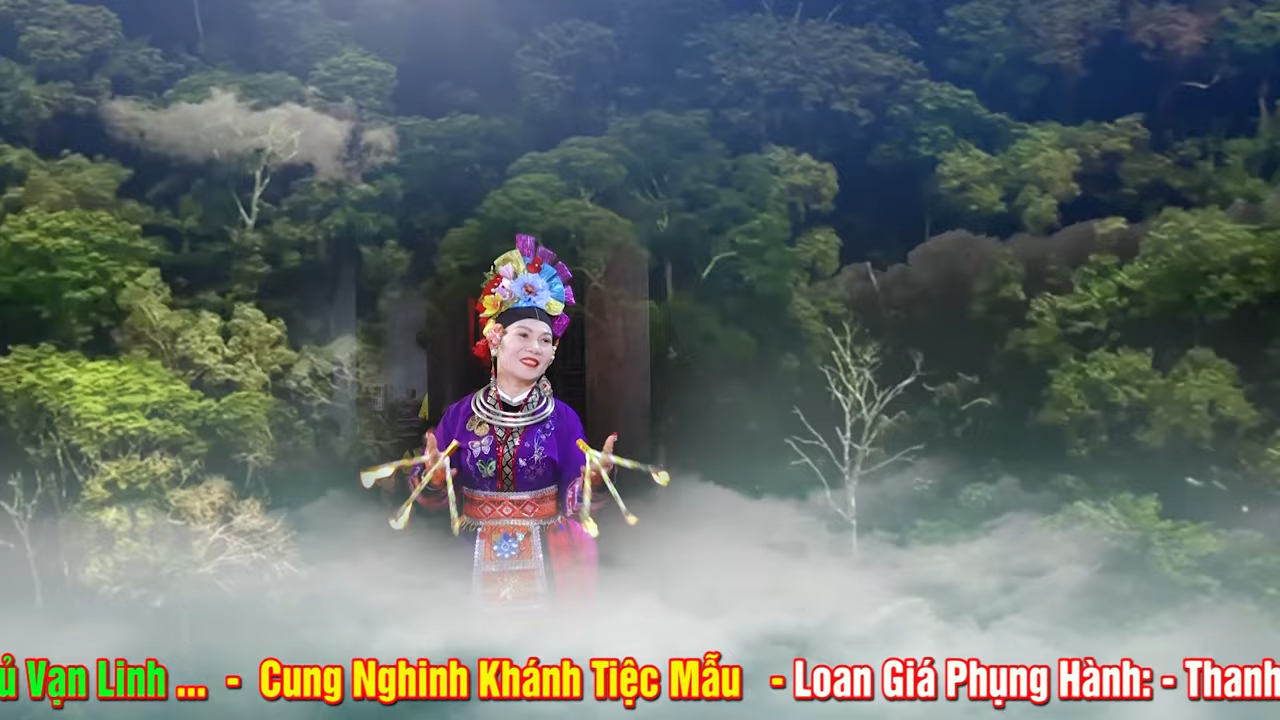 Vạn Linh ... - Cung Nghinh Khánh Tiệc Mẫu - Loan Giá Phụng Hành: - Thanh